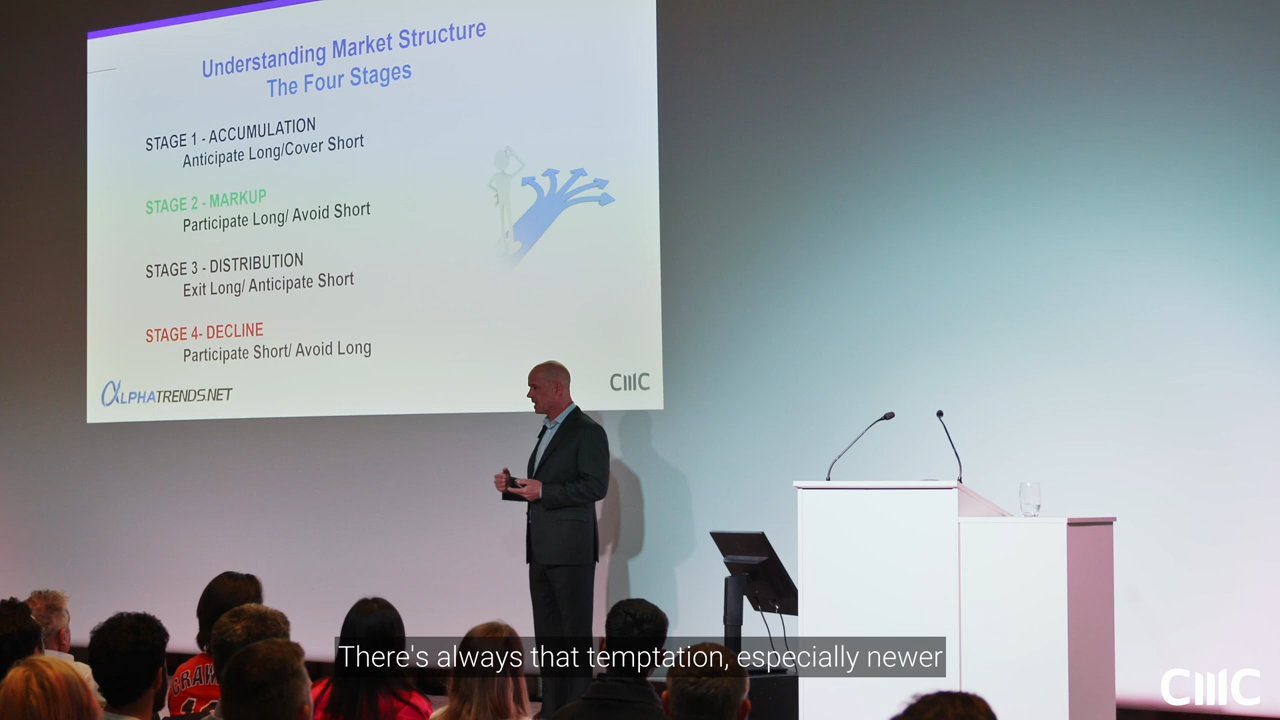 Understanding Market Structure
The Four Stages
STAGE 1 - ACCUMULATION
Anticipate Long/Cover Short
STAGE 2 - MARKUP
Participate Long/ Avoid Short
STAGE 3 - DISTRIBUTION
Exit Long/ Anticipate Short
STAGE 4- DECLINE
Participate Short/ Avoid Long
ALPHATRENDS.NET
CMC
CRAW
There's always that temptation, especially newer
CMC